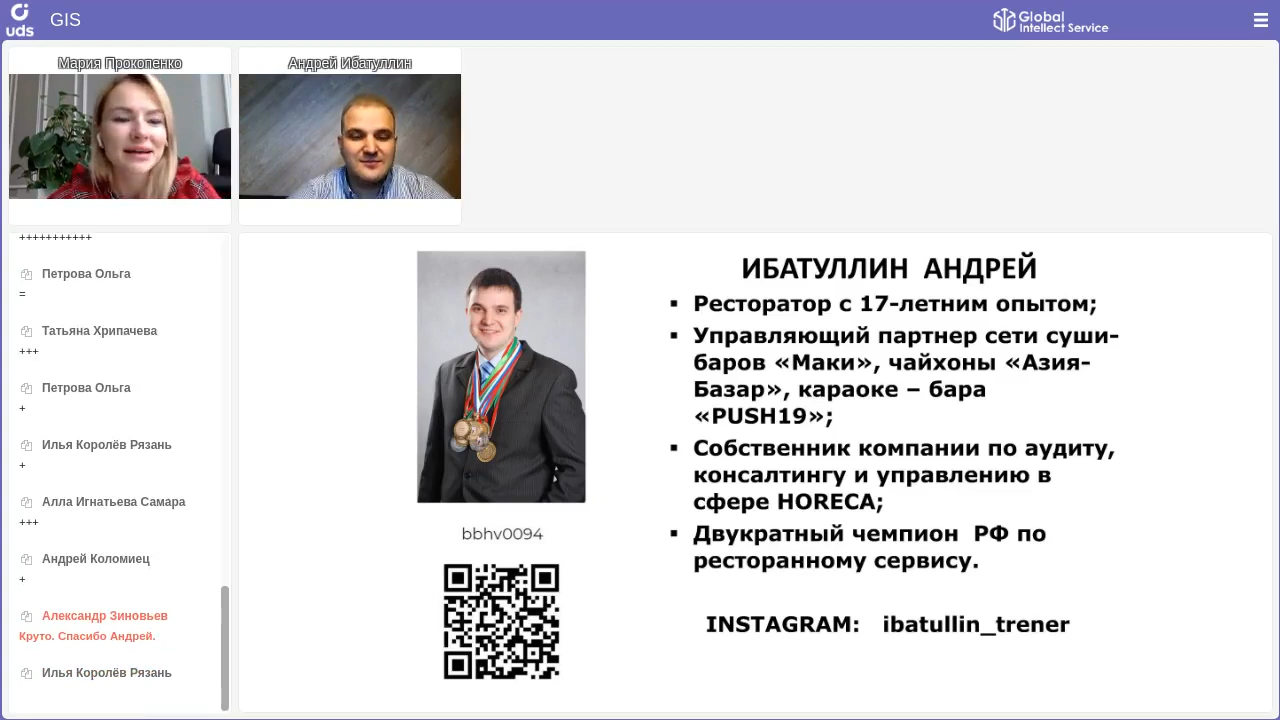 uds
GIS
Global
Intellect Service
Мария Прокопенко
Андрей Ибатуллин
+++++++++++
Петрова Ольга
=
Татьяна Хрипачева
+++
Петрова Ольга
+
Илья Королёв Рязань
+
Алла Игнатьева Самара
+++
Андрей Коломиец
+
Александр Зиновьев
Круто. Спасибо Андрей.
Илья Королёв Рязань
bbhv0094
ИБАТУЛЛИН АНДРЕЙ
▪ Ресторатор с 17-летним опытом;
▪ Управляющий партнер сети суши-
баров «Маки», чайхоны «Азия-
Базар», караоке – бара
«PUSH19»;
▪ Собственник компании по аудиту,
консалтингу и управлению в
сфере HORECA;
▪ Двукратный чемпион РФ по
ресторанному сервису.
INSTAGRAM: ibatullin_trener